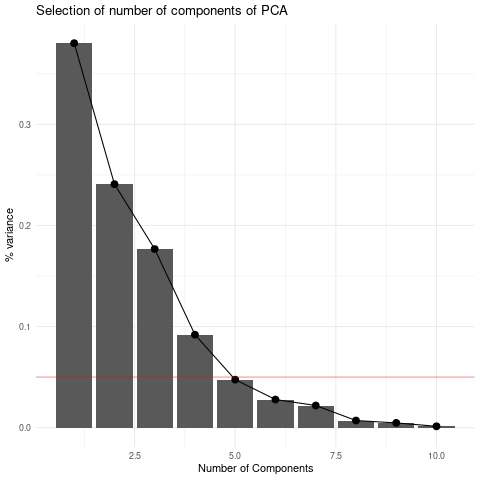 Selection of number of components of PCA
% variance
0.3
0.2
0.1
0.0
2.5 5.0 7.5 10.0
Number of Components